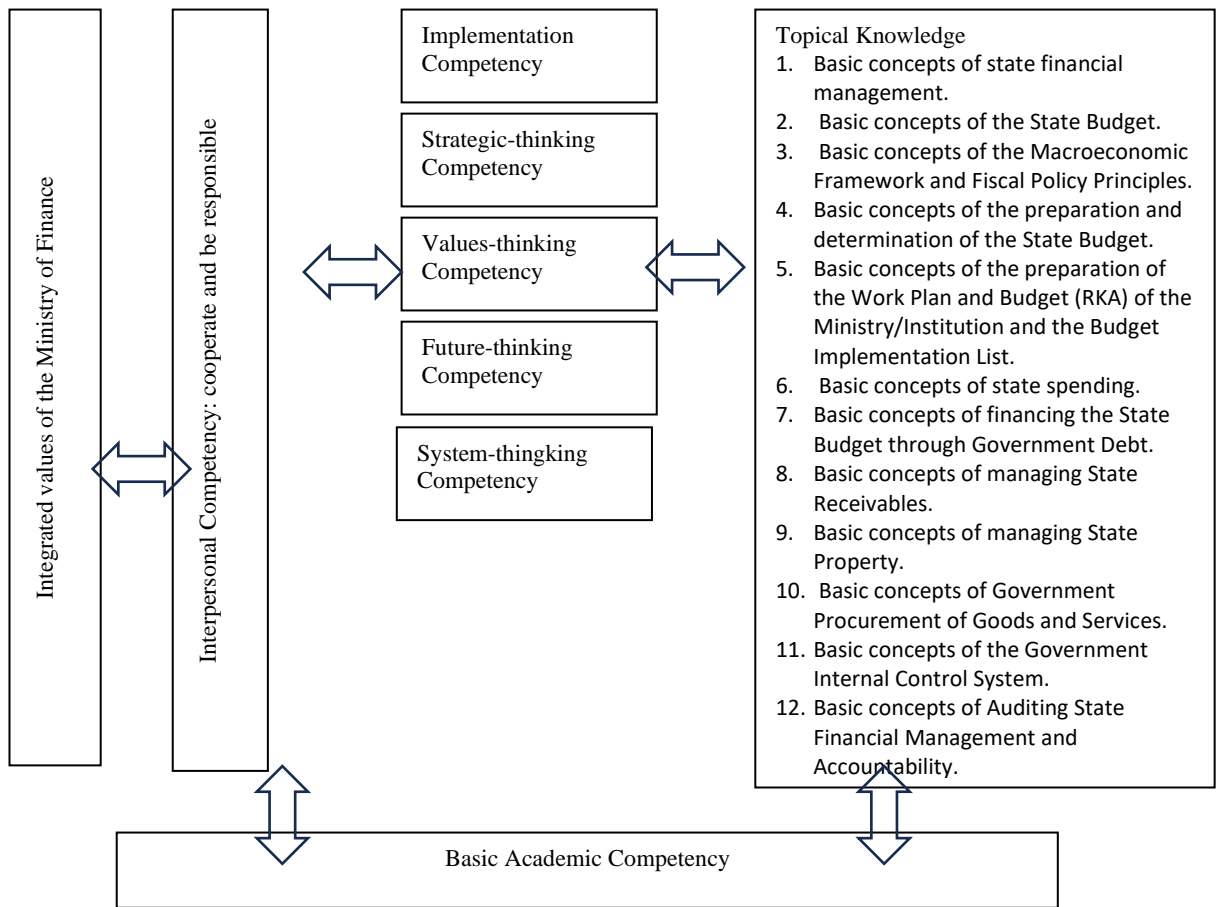 Integrated values of the Ministry of Finance
Interpersonal Competency: cooperate and be responsible
Implementation
Competency
Strategic-thinking
Competency
Values-thinking
Competency
Future-thinking
Competency
System-thingking
Competency
Topical Knowledge
1. Basic concepts of state financial
management.
2. Basic concepts of the State Budget.
3. Basic concepts of the Macroeconomic
Framework and Fiscal Policy Principles.
4. Basic concepts of the preparation and
determination of the State Budget.
5. Basic concepts of the preparation of
the Work Plan and Budget (RKA) of the
Ministry/Institution and the Budget
Implementation List.
6. Basic concepts of state spending.
7. Basic concepts of financing the State
Budget through Government Debt.
8. Basic concepts of managing State
Receivables.
9. Basic concepts of managing State
Property.
10. Basic concepts of Government
Procurement of Goods and Services.
11. Basic concepts of the Government
Internal Control System.
12. Basic concepts of Auditing State
Financial Management and
Accountability.
Basic Academic Competency